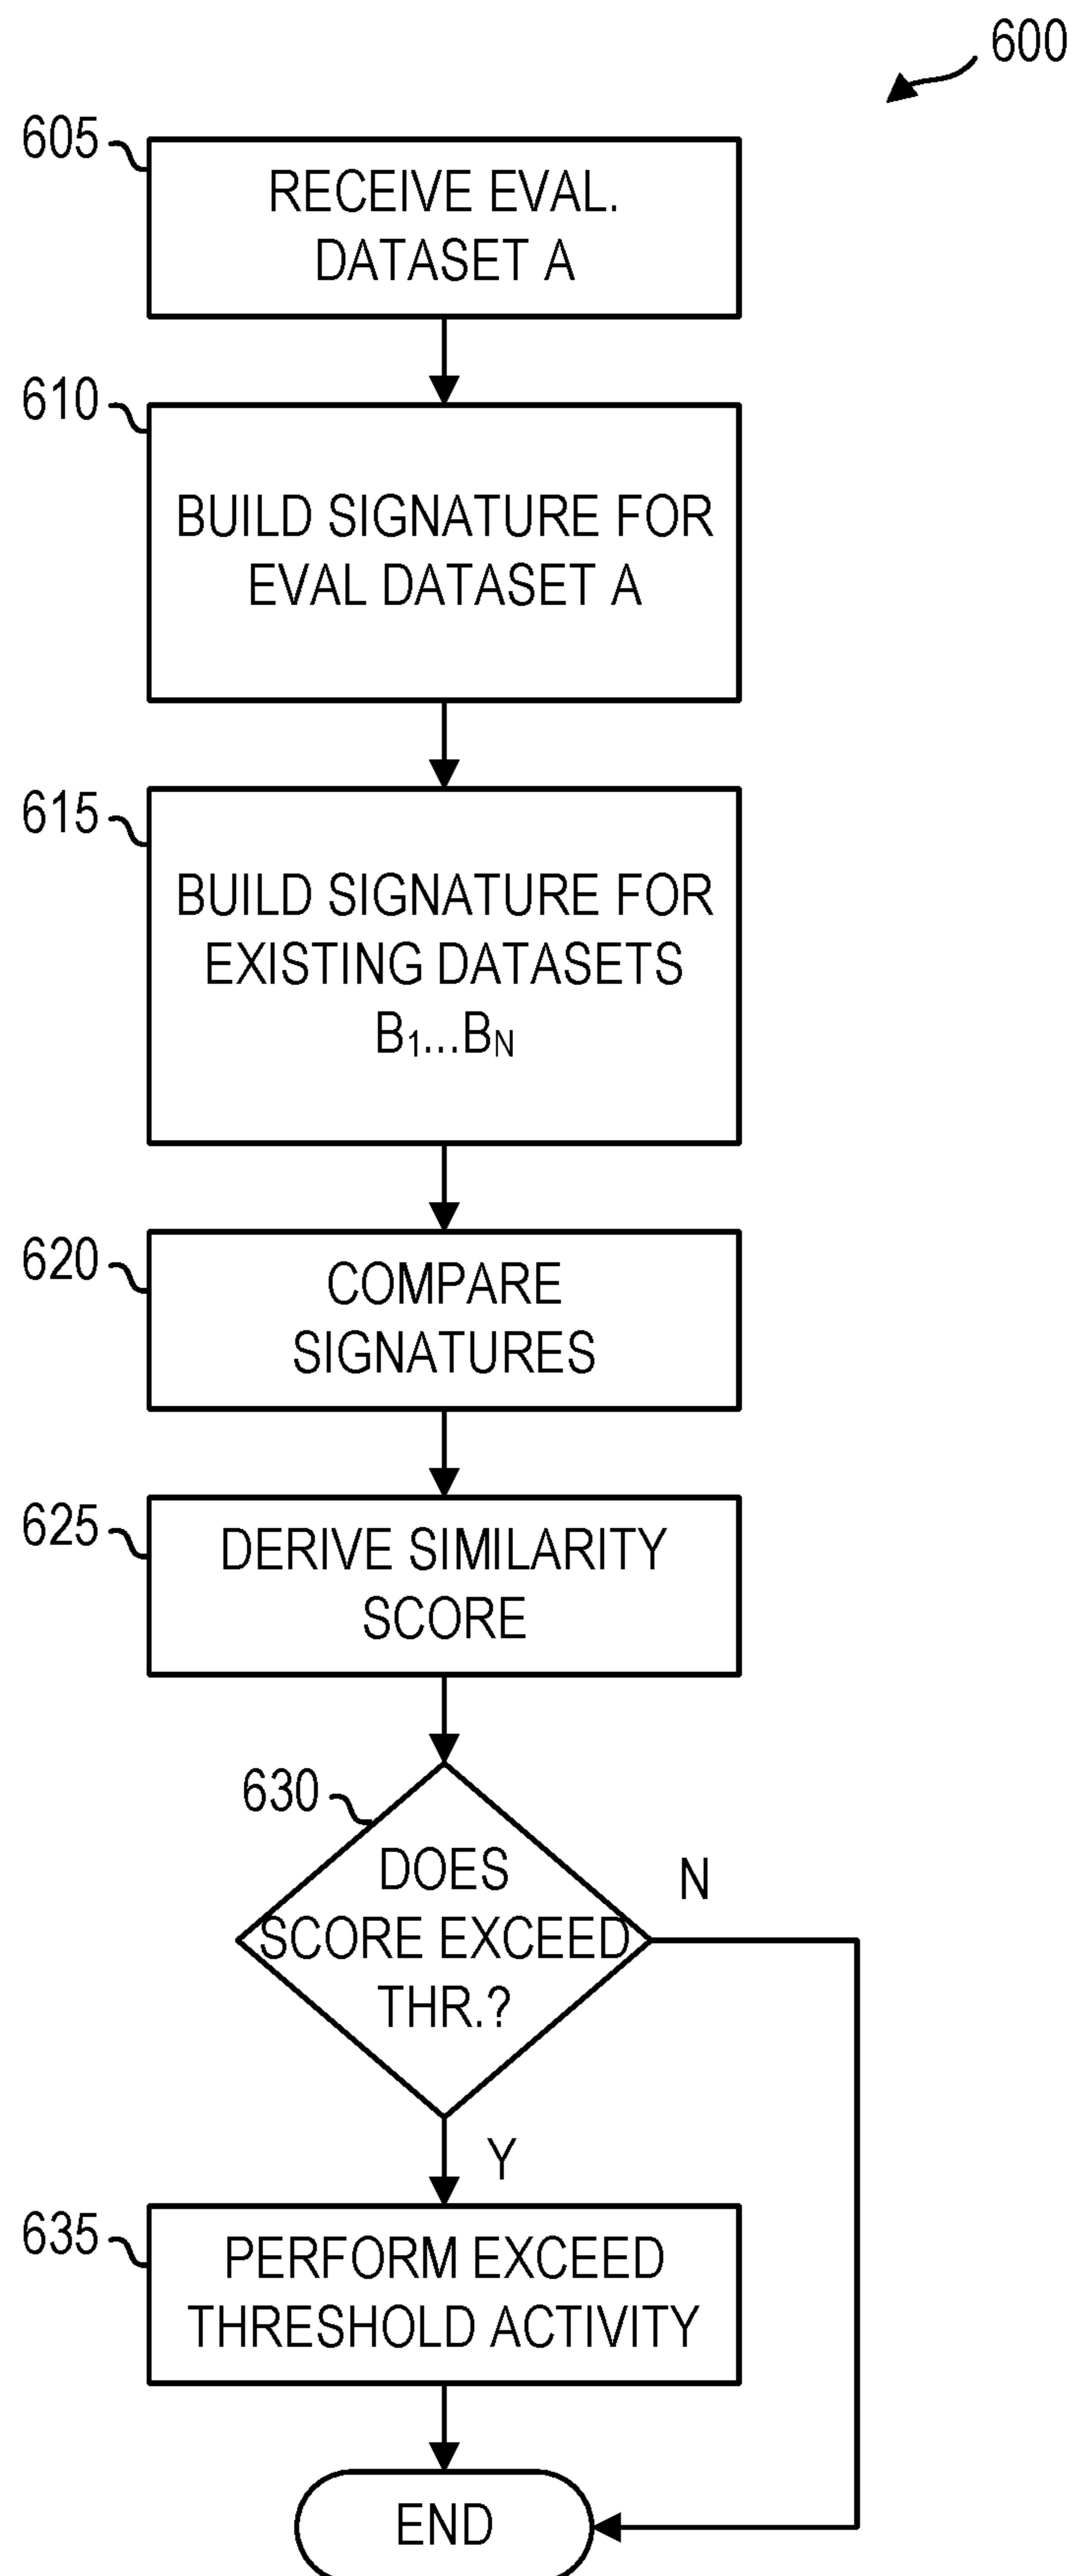 600
605
RECEIVE EVAL.
DATASET A
610
BUILD SIGNATURE FOR
EVAL DATASET A
615
BUILD SIGNATURE FOR
EXISTING DATASETS
B₁...Bɴ
620
COMPARE
SIGNATURES
625
DERIVE SIMILARITY
SCORE
630
DOES
SCORE EXCEED
THR.?
N
Y
635
PERFORM EXCEED
THRESHOLD ACTIVITY
END